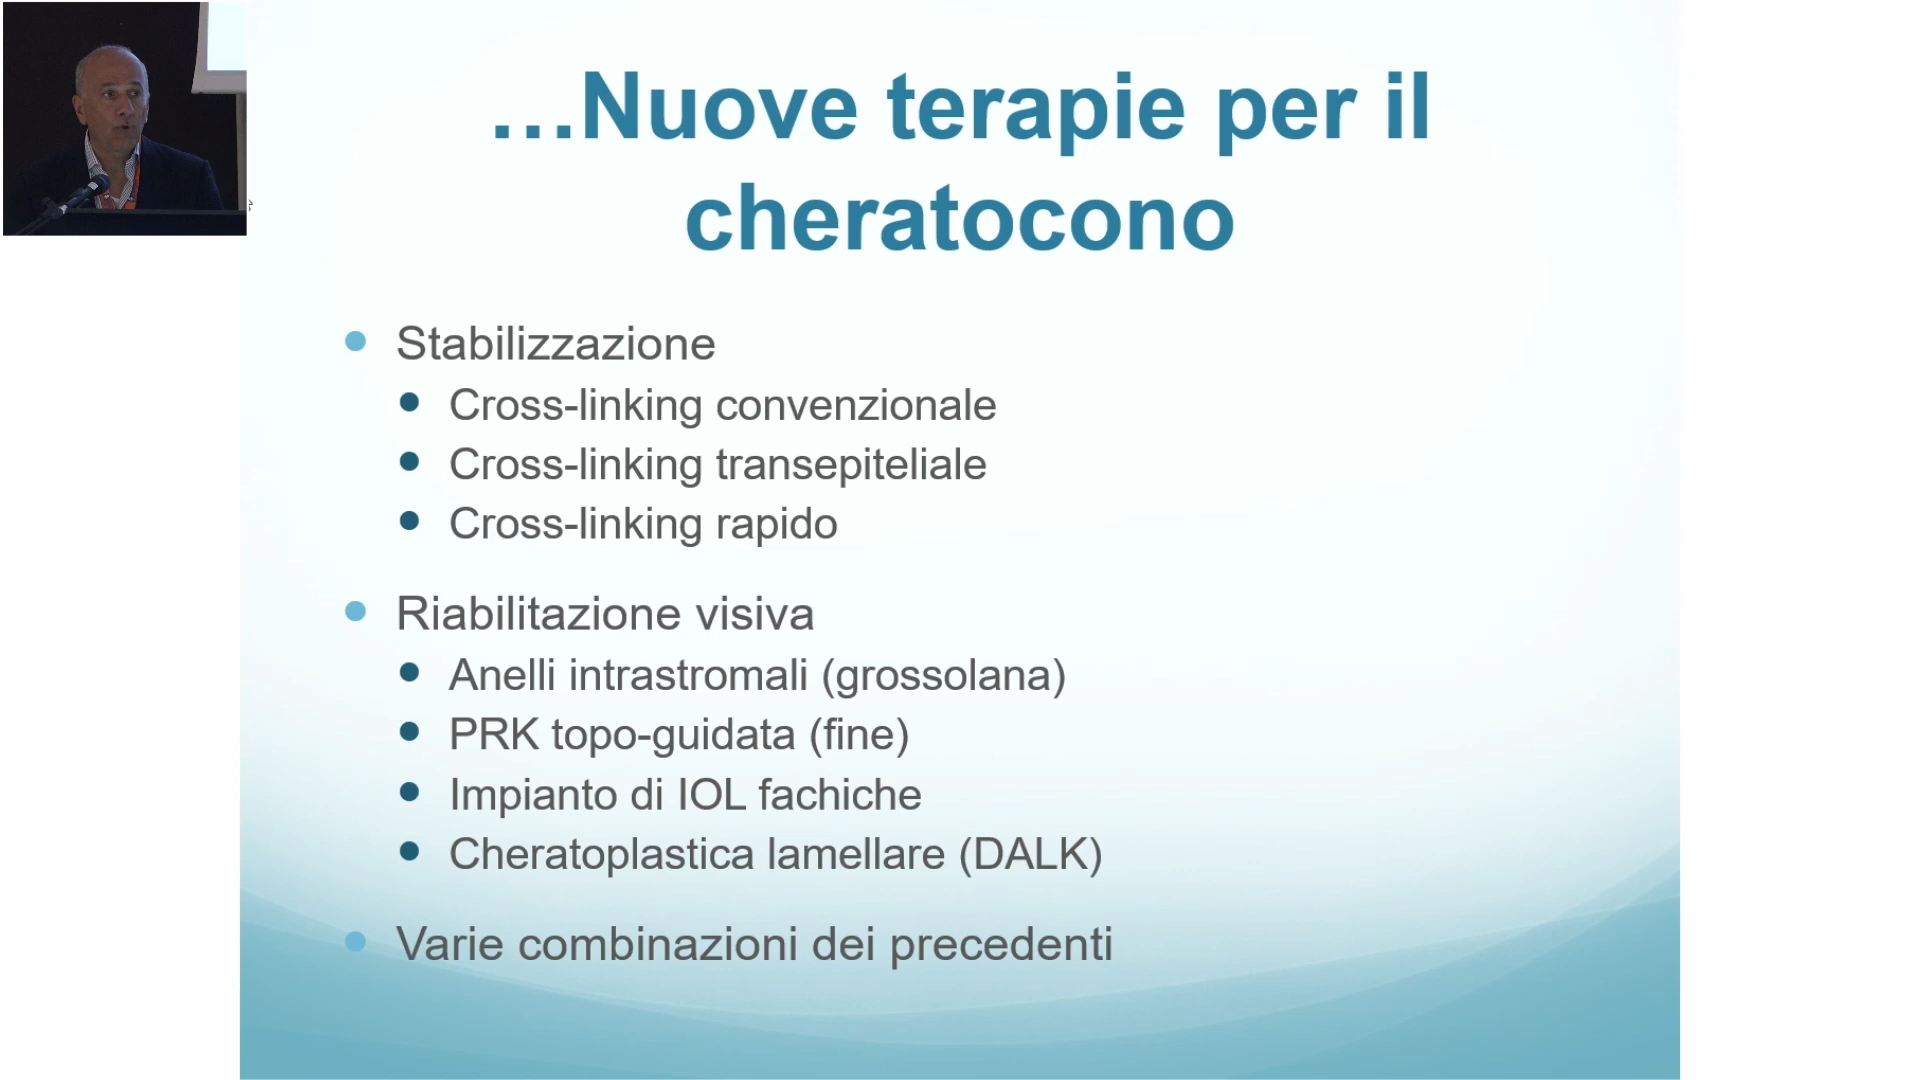 …Nuove terapie per il
cheratocono
Stabilizzazione
Cross-linking convenzionale
Cross-linking transepiteliale
Cross-linking rapido
Riabilitazione visiva
Anelli intrastromali (grossolana)
PRK topo-guidata (fine)
Impianto di IOL fachiche
Cheratoplastica lamellare (DALK)
Varie combinazioni dei precedenti